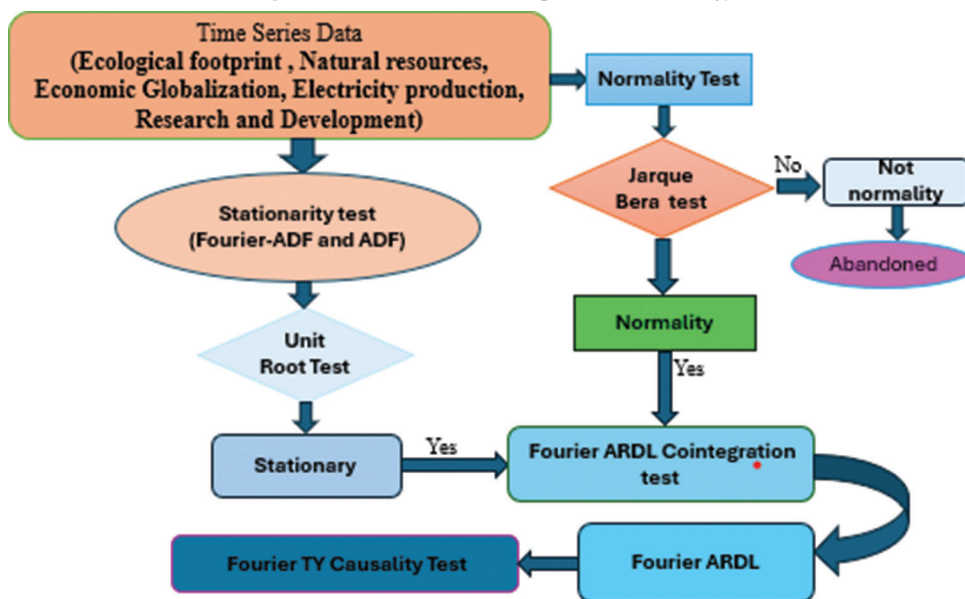 Time Series Data
(Ecological footprint , Natural resources,
Economic Globalization, Electricity production,
Research and Development)
Normality Test
Jarque
Bera test
No
Not
normality
Abandoned
Stationarity test
(Fourier-ADF and ADF)
Normality
Yes
Unit
Root Test
Stationary
Yes
Fourier ARDL Cointegration
test
Fourier ARDL
Fourier TY Causality Test